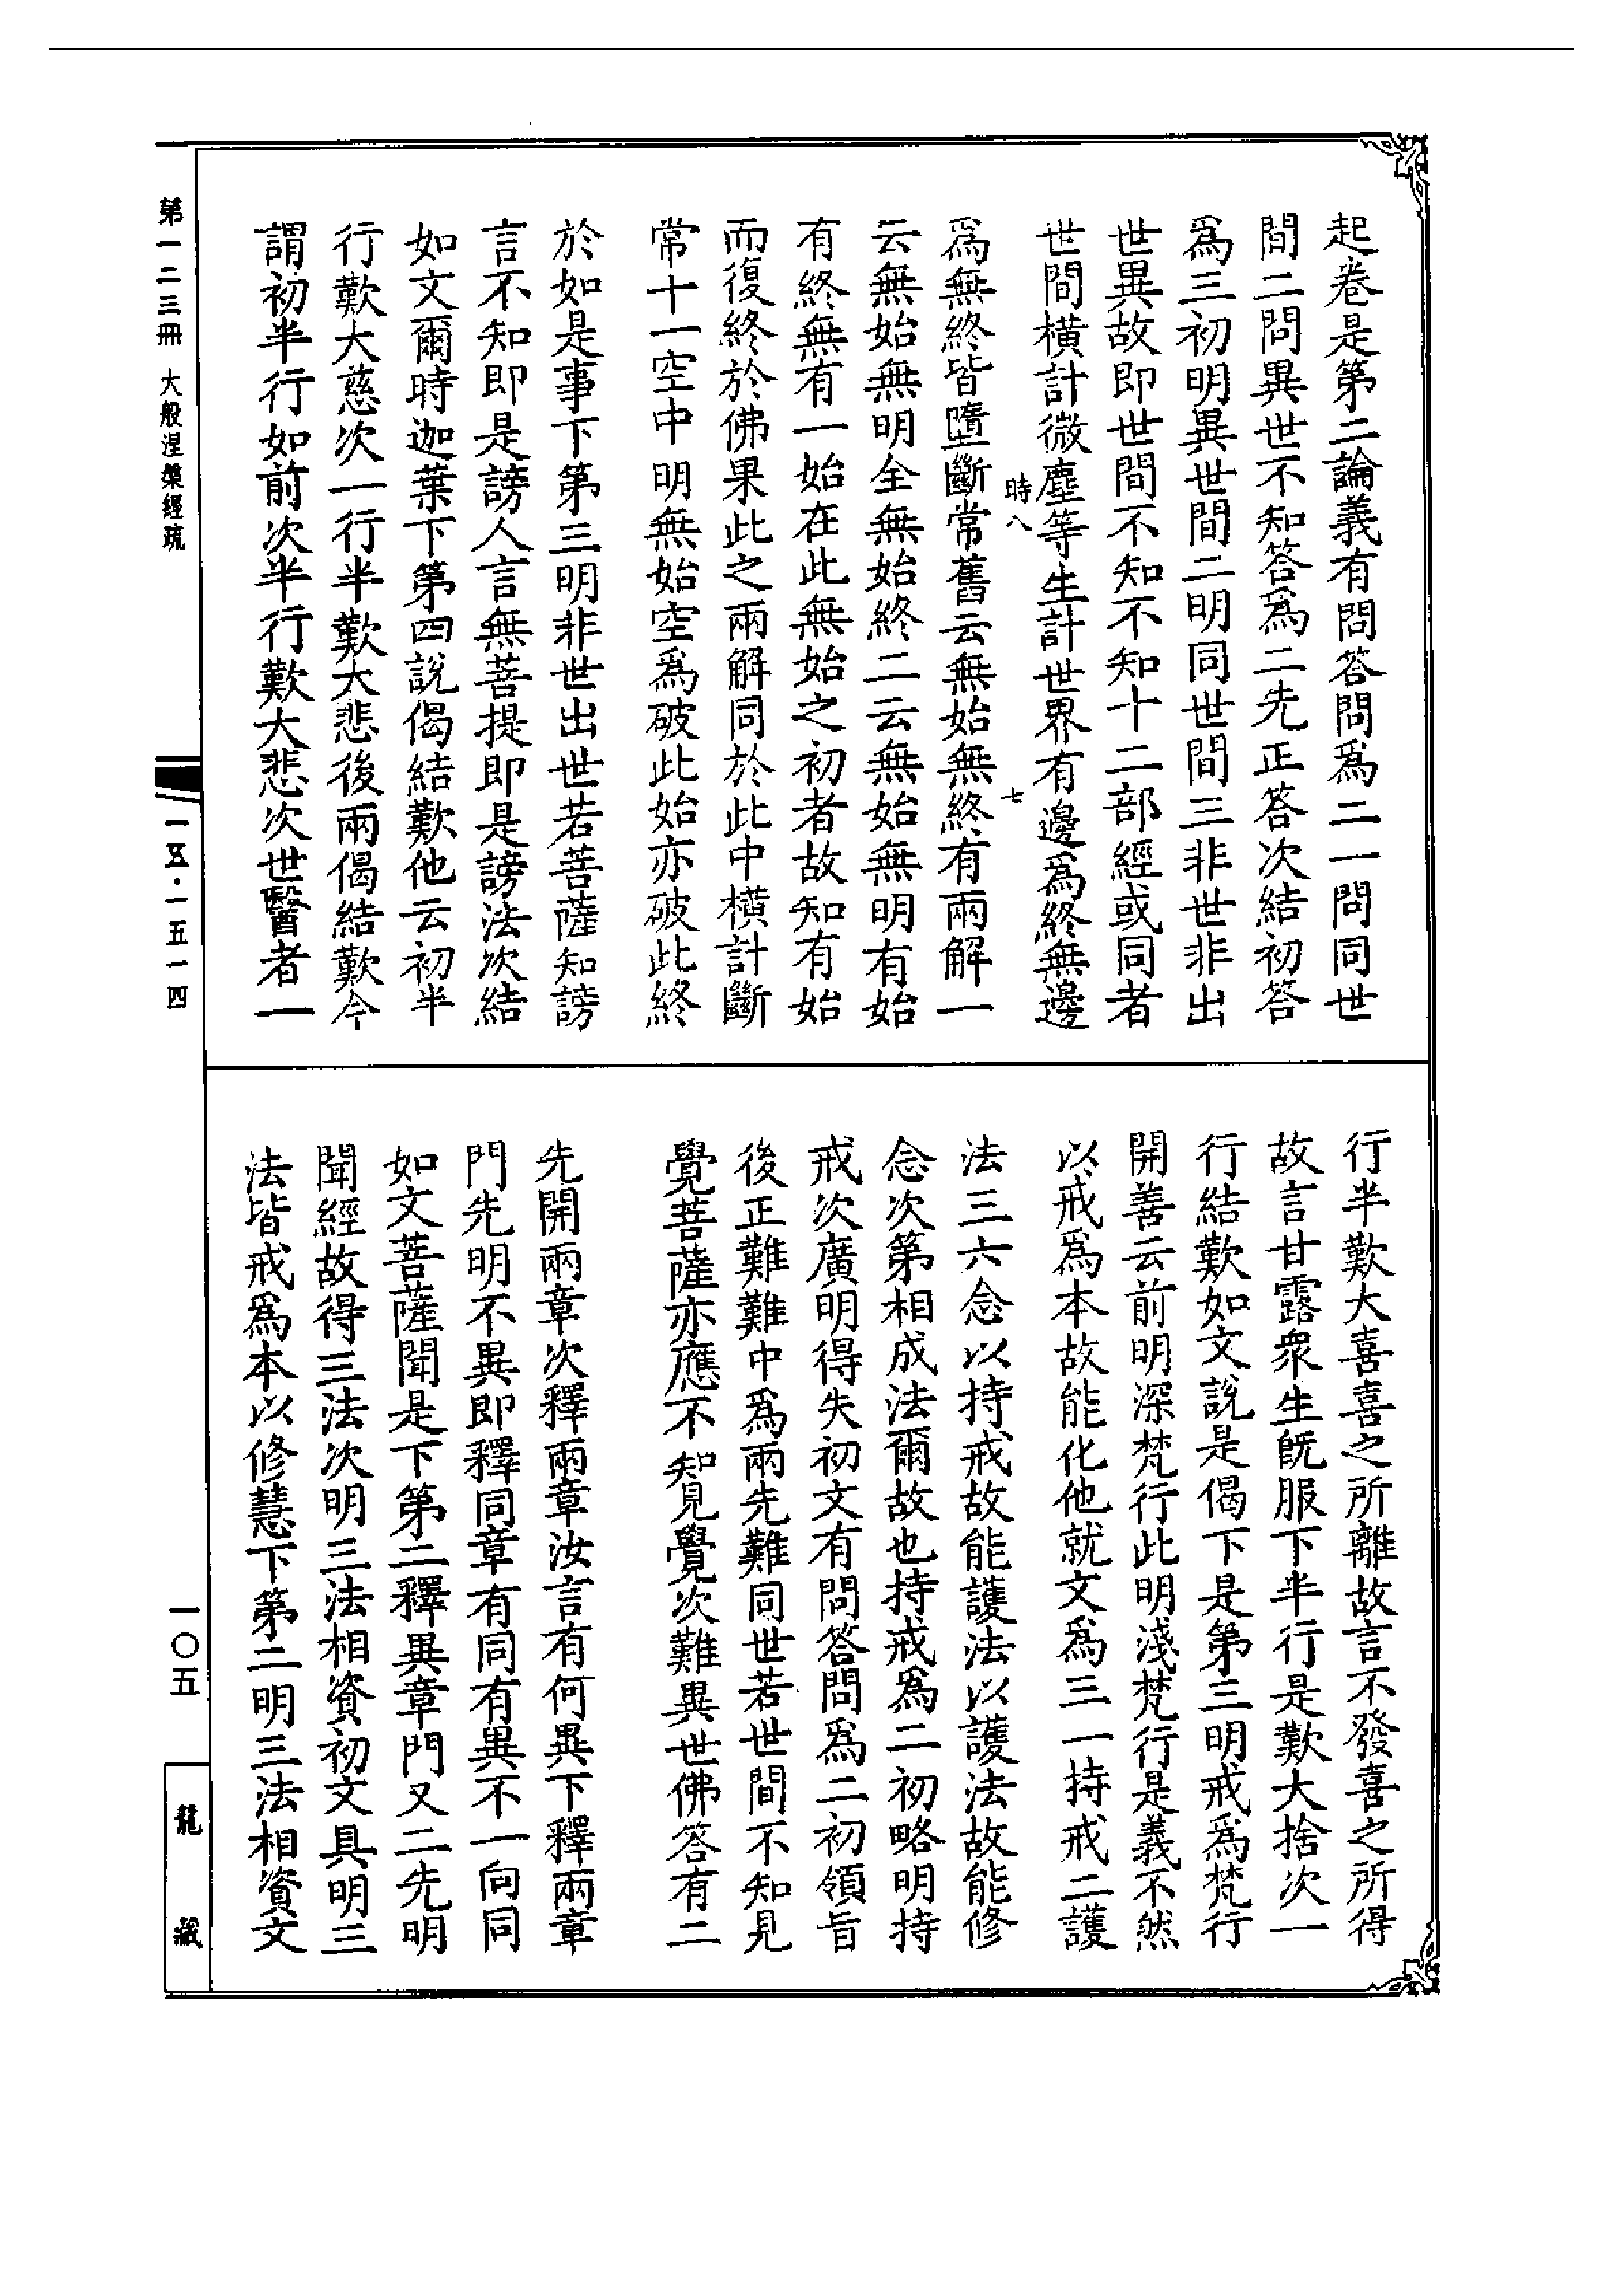 起卷是第二論義有問答問爲二一問同世
間二問異世不知答爲二先正答次結初答
爲三初明異世間二明同世間三非世非出
世異故即世間不知不知十二部經或同者
世間橫計微塵等生計世界有邊爲終無邊
時八
七
爲無終皆墮斷常舊云無始無終有兩解一
云無始無明全無始終二云無始無明有始
有終無有一始在此無始之初者故知有始
而復終於佛果此之兩解同於此中橫計斷
常十一空中明無始空爲破此始亦破此終
於如是事下第三明非世出世若菩薩知謗
言不知即是謗人言無菩提即是謗法次結
如文爾時迦葉下第四說偈結歎他云初半
行歎大慈次一行半歎大悲後兩偈結歎今
謂初半行如前次半行歎大悲次世醫者一
行半歎大喜喜之所離故言不發喜之所得
故言甘露衆生旣服下半行是歎大捨次一
行結歎如文說是偈下是第三明戒爲梵行
開善云前明深梵行此明淺梵行是義不然
以戒爲本故能化他就文爲三一持戒二護
法三六念以持戒故能護法以護法故能修
念次第相成法爾故也持戒爲二初略明持
戒次廣明得失初文有問答問爲二初領旨
後正難難中爲兩先難同世若世間不知見
覺菩薩亦應不知見覺次難異世佛答有二
先開兩章次釋兩章汝言有何異下釋兩章
門先明不異即釋同章有同有異不一向同
如文菩薩聞是下第二釋異章門又二先明
聞經故得三法次明三法相資初文具明三
法皆戒爲本以修慧下第二明三法相資文
第一二三冊 大般涅槃經疏
一五·一五一四
一〇五
龍藏